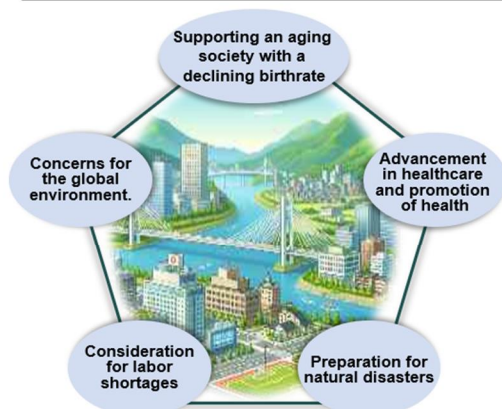 Supporting an aging
society with a
declining birthrate
Concerns for
the global
environment.
Advancement
in healthcare
and promotion
of health
Consideration
for labor
shortages
Preparation for
natural disasters